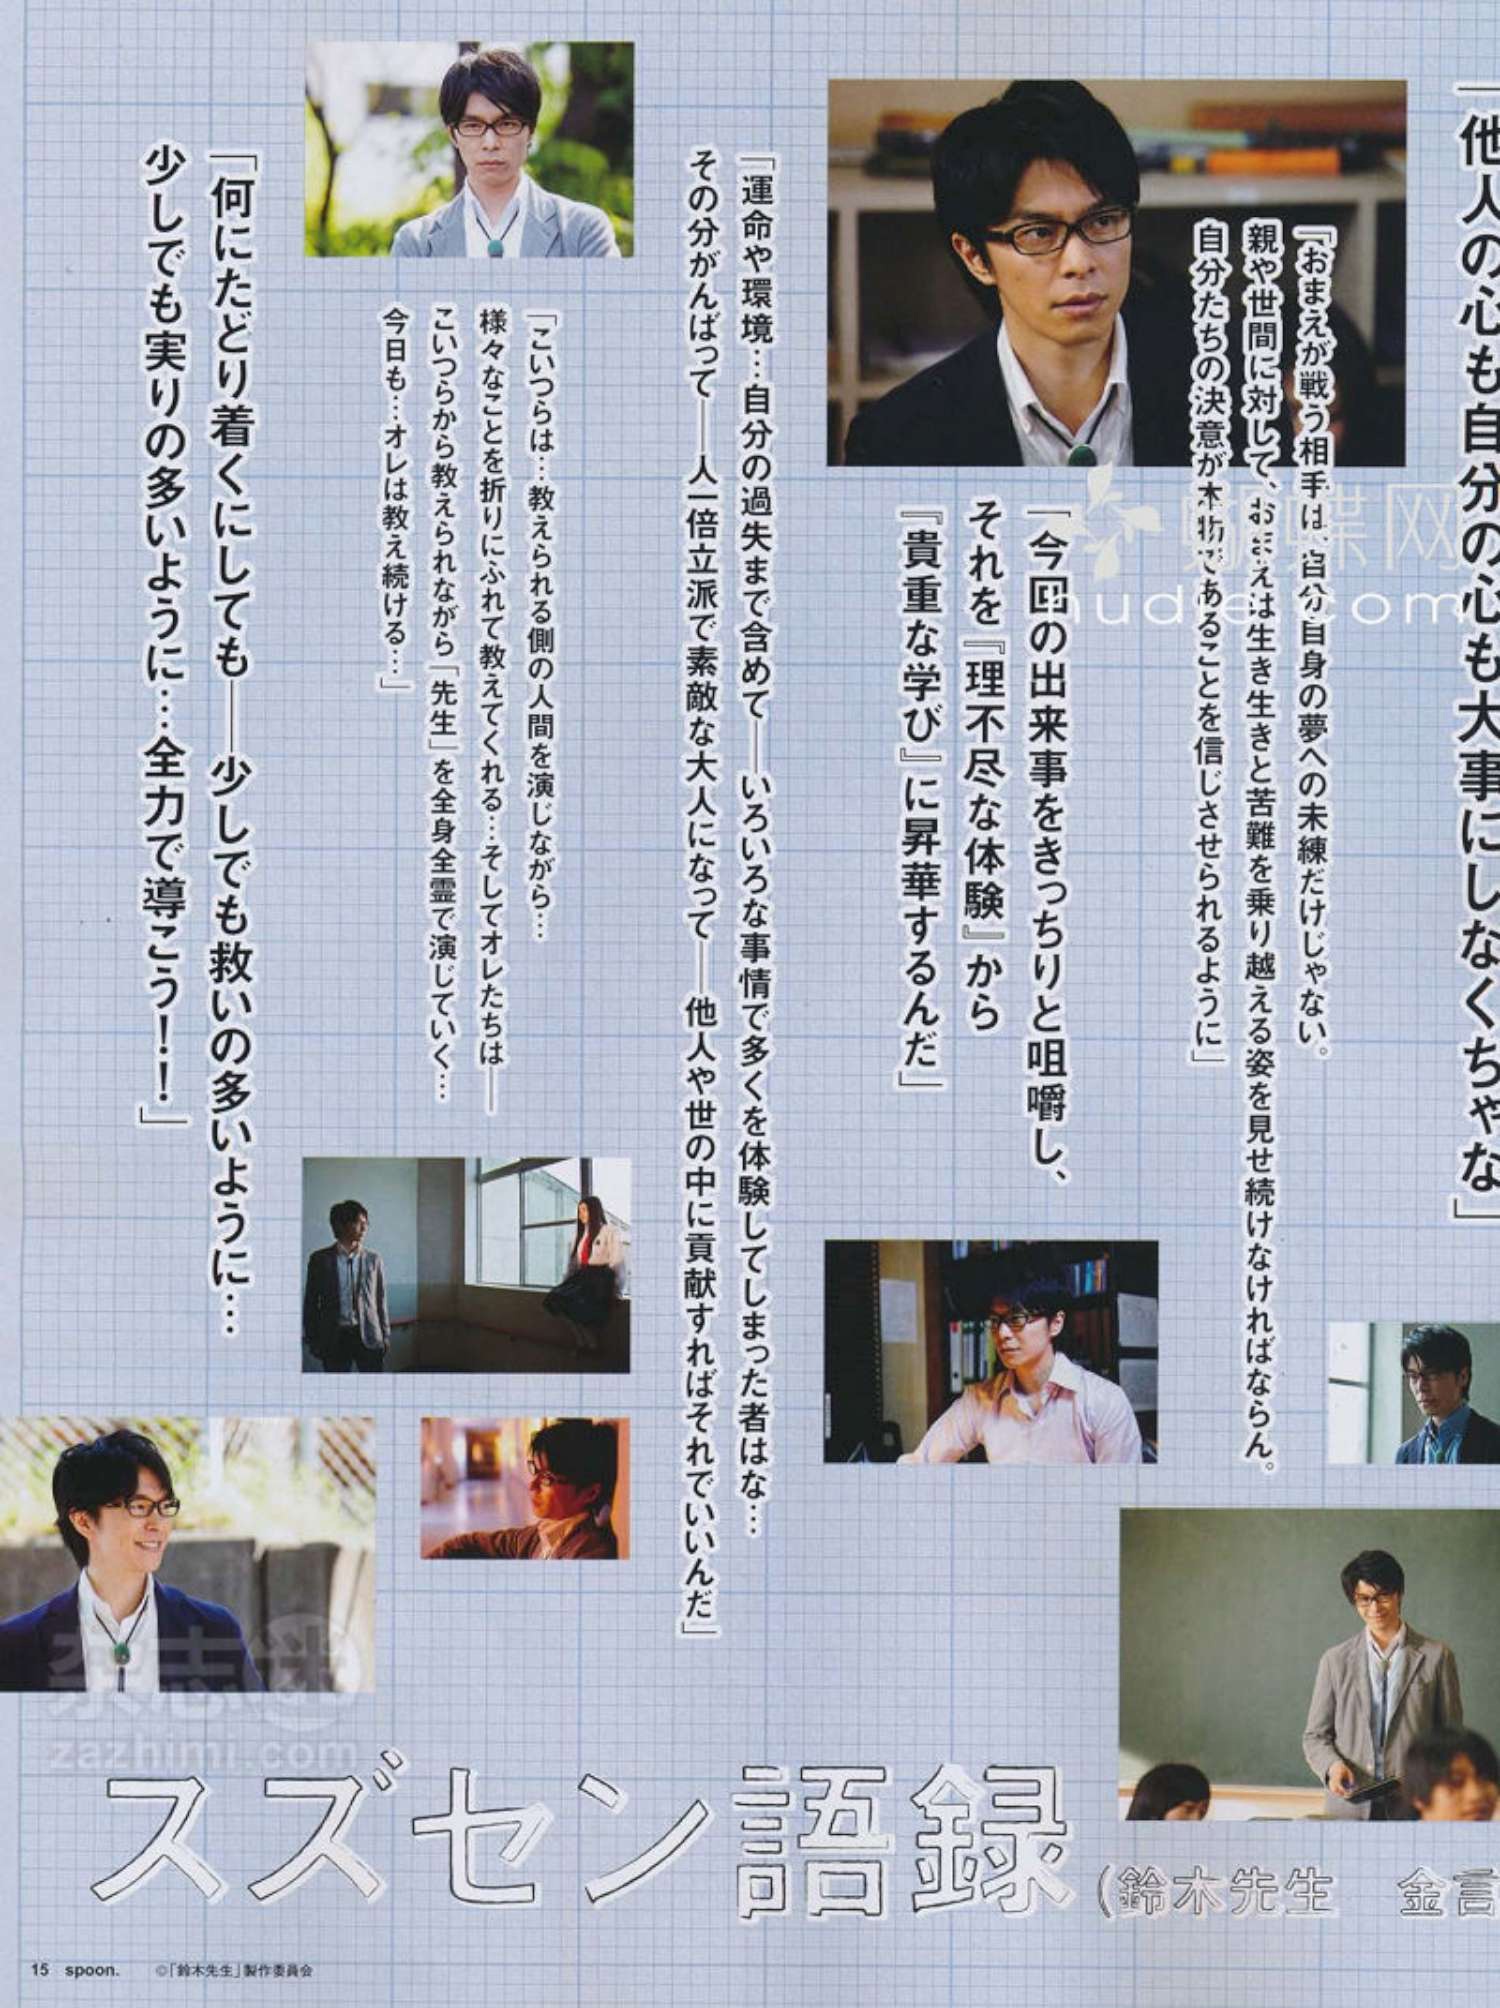 「他人の心も自分の心も大事にしなくちゃな」
「おまえが戦う相手は、自分自身の夢への未練だけじゃない。
親や世間に対して、おまえは生き生きと苦難を乗り越える姿を見せ続けなければならん。
自分たちの決意が本物であることを信じさせられるように」
「今回の出来事をきっちりと咀嚼し、
それを『理不尽な体験』から
『貴重な学び』に昇華するんだ」
「運命や環境…自分の過失まで含めて――いろいろな事情で多くを体験してしまった者はな…
その分がんばって――人一倍立派で素敵な大人になって――他人や世の中に貢献すればそれでいいんだ」
「こいつらは…教えられる側の人間を演じながら…
様々なことを折りにふれて教えてくれる…そしてオレたちは――
こいつらから教えられながら「先生」を全身全霊で演じていく…
今日も…オレは教え続ける…」
「何にたどり着くにしても――少しでも救いの多いように…
少しでも実りの多いように…全力で導こう！！」
蝴蝶网
hudie.com
杂志迷
zazhimi.com
スズセン語録
(鈴木先生 金言
15 spoon. ©「鈴木先生」製作委員会